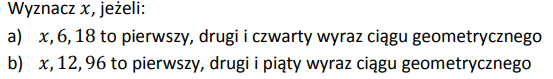 Wyznacz x, jeżeli:
a) x, 6, 18 to pierwszy, drugi i czwarty wyraz ciągu geometrycznego
b) x, 12, 96 to pierwszy, drugi i piąty wyraz ciągu geometrycznego